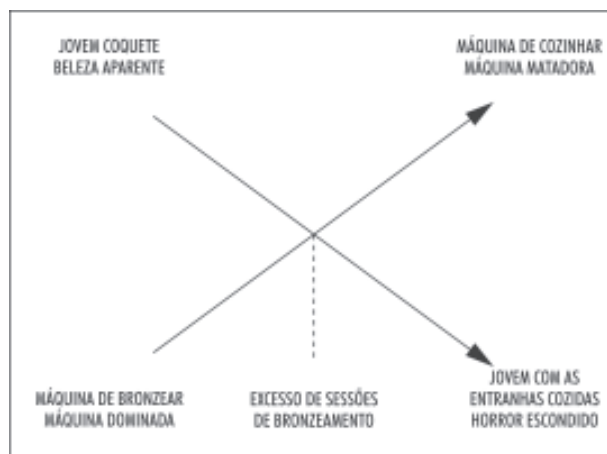 JOVEM COQUETE
BELEZA APARENTE
MÁQUINA DE COZINHAR
MÁQUINA MATADORA
MÁQUINA DE BRONZEAR
MÁQUINA DOMINADA
EXCESSO DE SESSÕES
DE BRONZEAMENTO
JOVEM COM AS
ENTRANHAS COZIDAS
HORROR ESCONDIDO